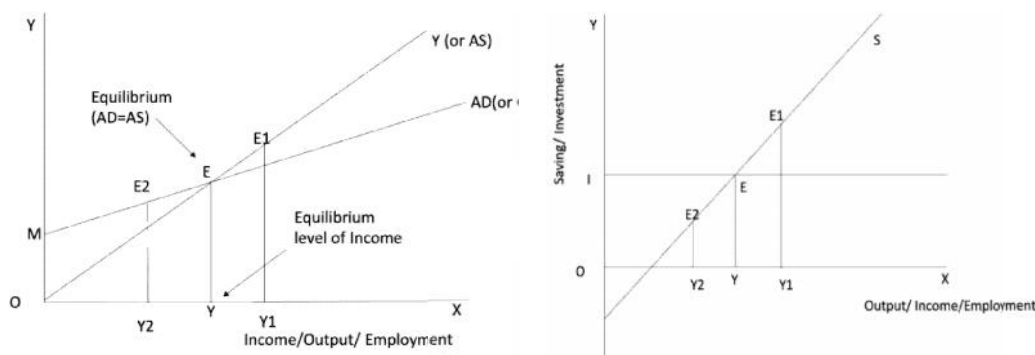 Y
Y (or AS)
Equilibrium
(AD=AS)
AD(or
E1
E
E2
M
Equilibrium
level of Income
O
Y2
Y
Y1
X
Income/Output/ Employment
Y
S
Saving/ Investment
E1
I
E
E2
O
Y2
Y
Y1
X
Output/ Income/Employment